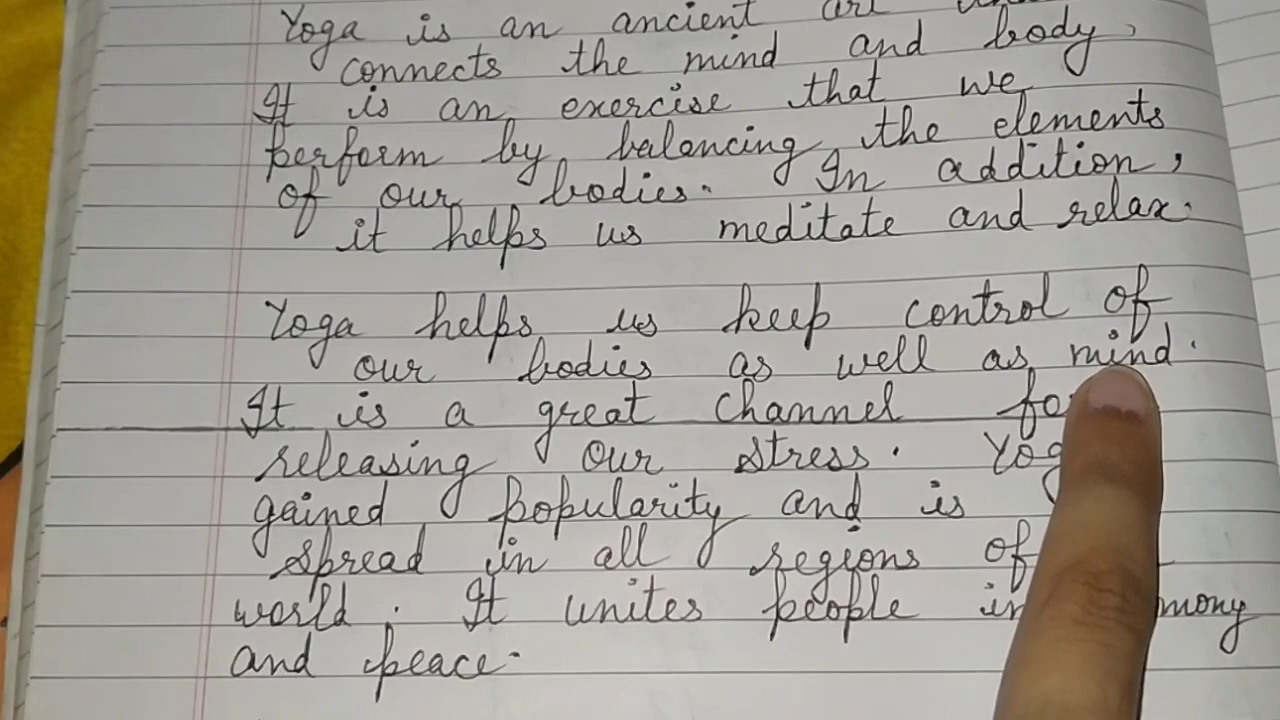 Yoga is an ancient art
connects the mind and body,
It is an exercise that we
perform by balancing the elements
of our bodies. In addition,
it helps us meditate and relax.
Yoga helps us keep control of
our bodies as well as mind.
It is a great channel
releasing our stress.
gained popularity and is
spread in all regions of
world. It unites people in
and peace.